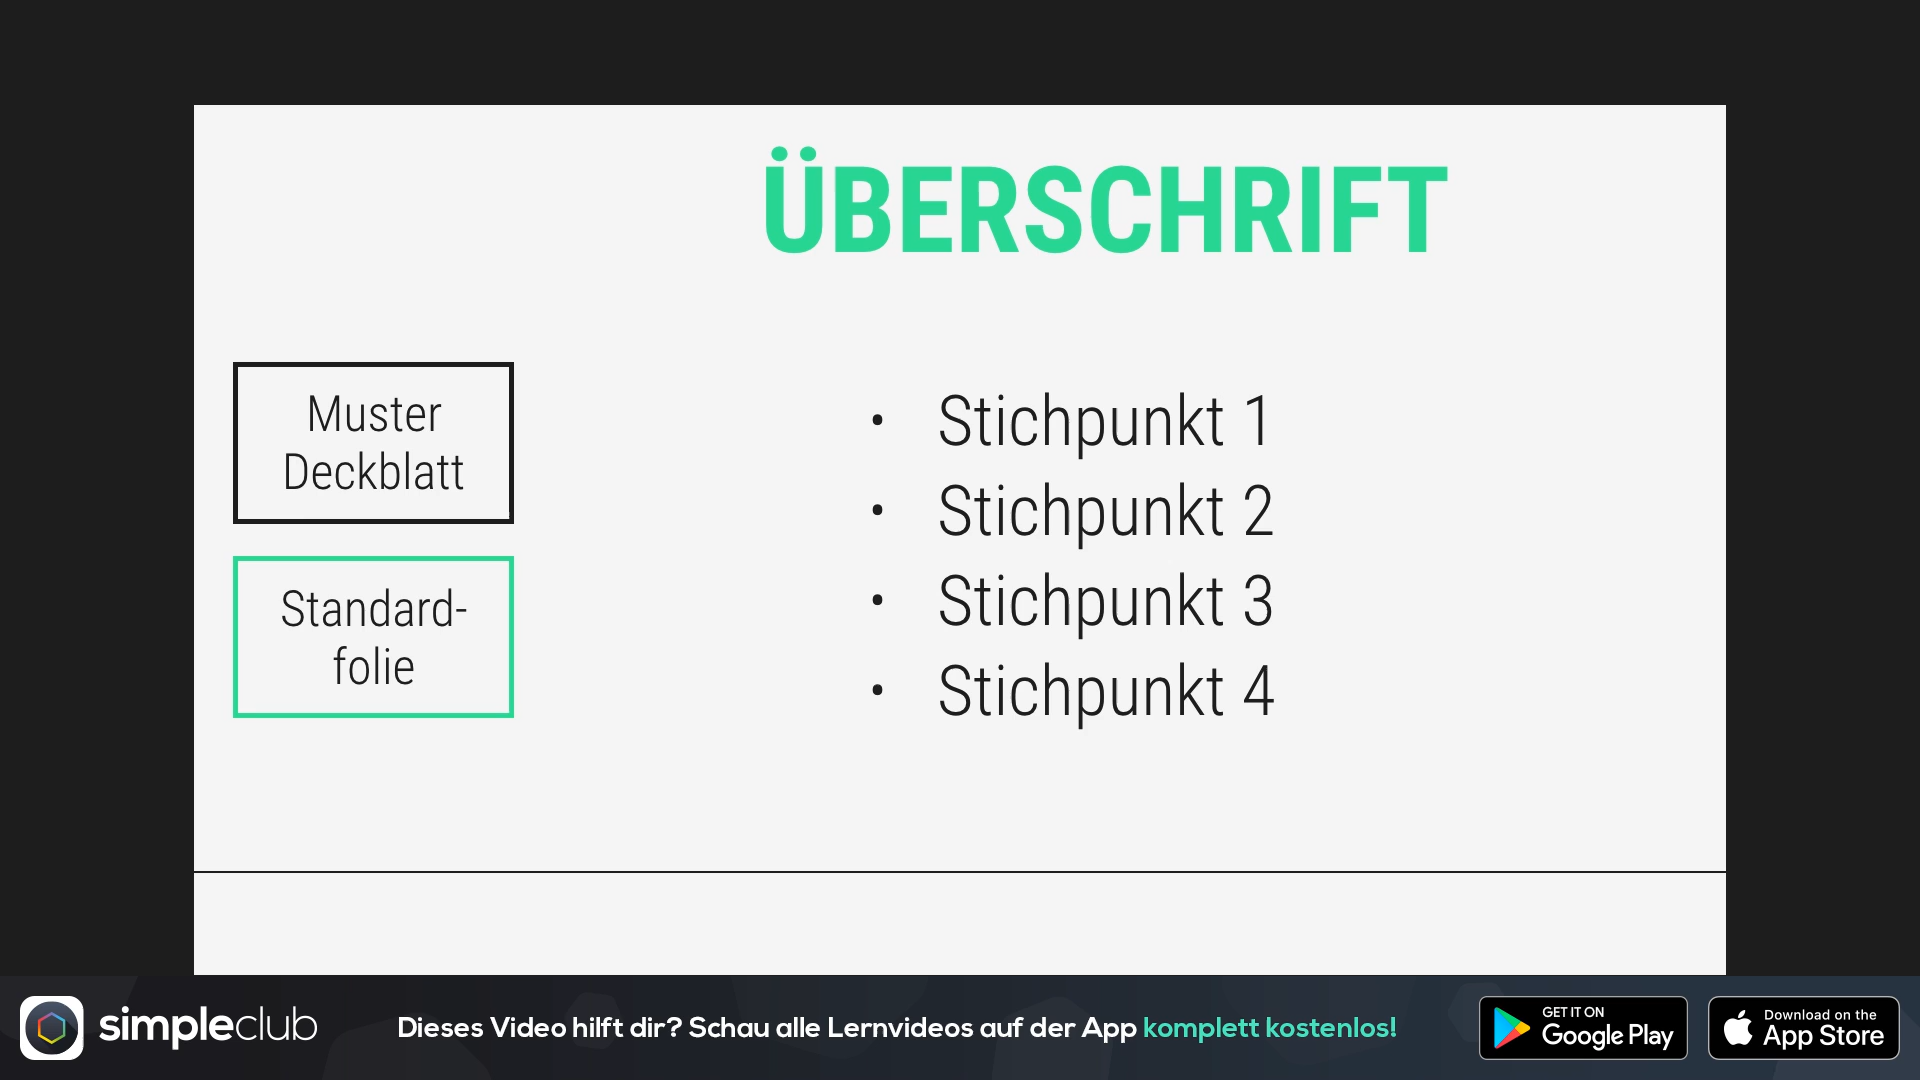 ÜBERSCHRIFT
Muster
Deckblatt
Standard-
folie
• Stichpunkt 1
• Stichpunkt 2
• Stichpunkt 3
• Stichpunkt 4
simpleclub
Dieses Video hilft dir? Schau alle Lernvideos auf der App komplett kostenlos!
GET IT ON
Google Play
Download on the
App Store